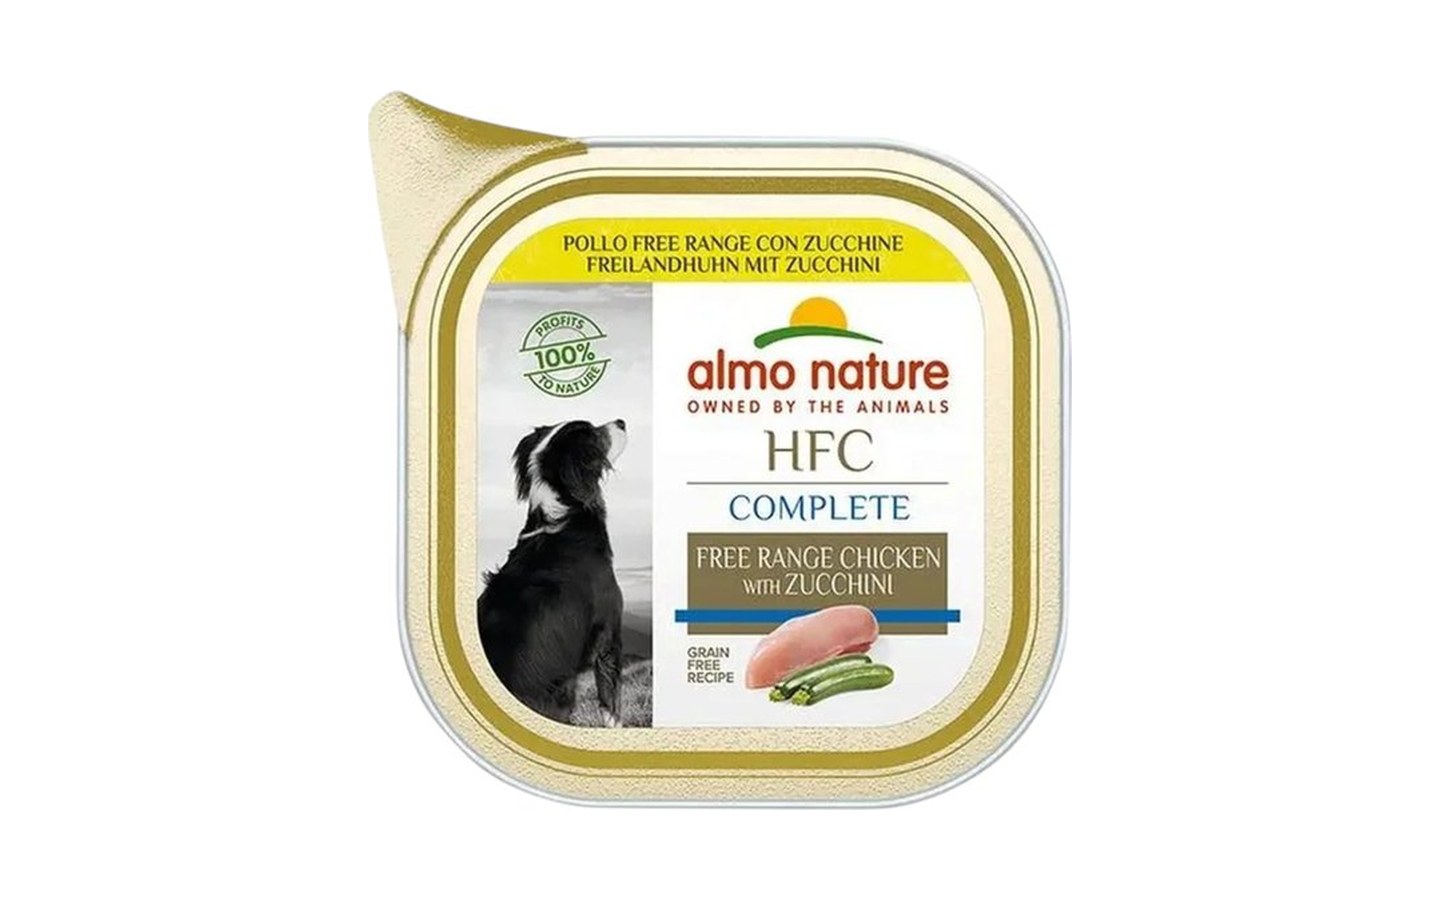 POLLO FREE RANGE CON ZUCCHINE
FREILANDHUHN MIT ZUCCHINI
PROFITS
100%
TO NATURE
almo nature
OWNED BY THE ANIMALS
HFC
COMPLETE
FREE RANGE CHICKEN
WITH ZUCCHINI
GRAIN
FREE
RECIPE